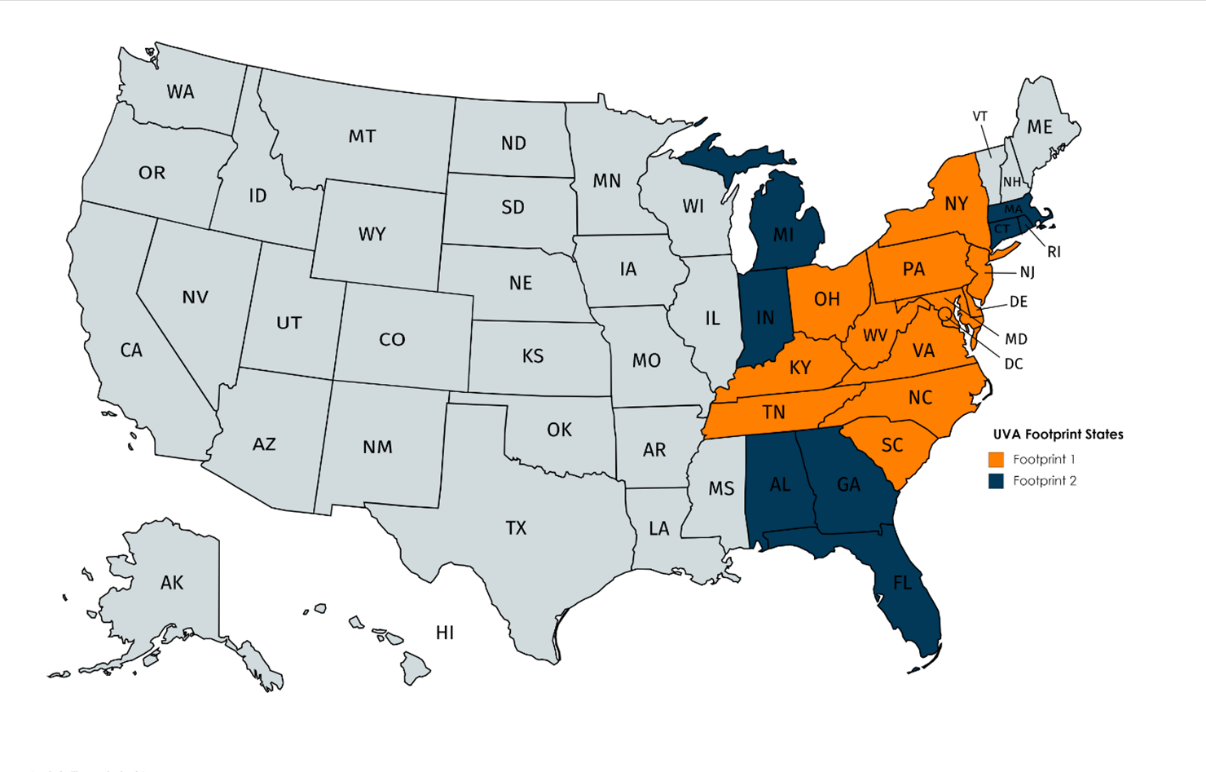 WA
MT
ND
MN
VT
ME
OR
ID
SD
WI
NH
WY
MI
NY
MA
CT
RI
IA
NE
PA
NJ
NV
OH
DE
UT
CO
IL
IN
MD
CA
KS
MO
WV
VA
DC
KY
NC
TN
AZ
NM
OK
AR
SC
UVA Footprint States
Footprint 1
Footprint 2
MS
AL
GA
TX
LA
AK
FL
HI